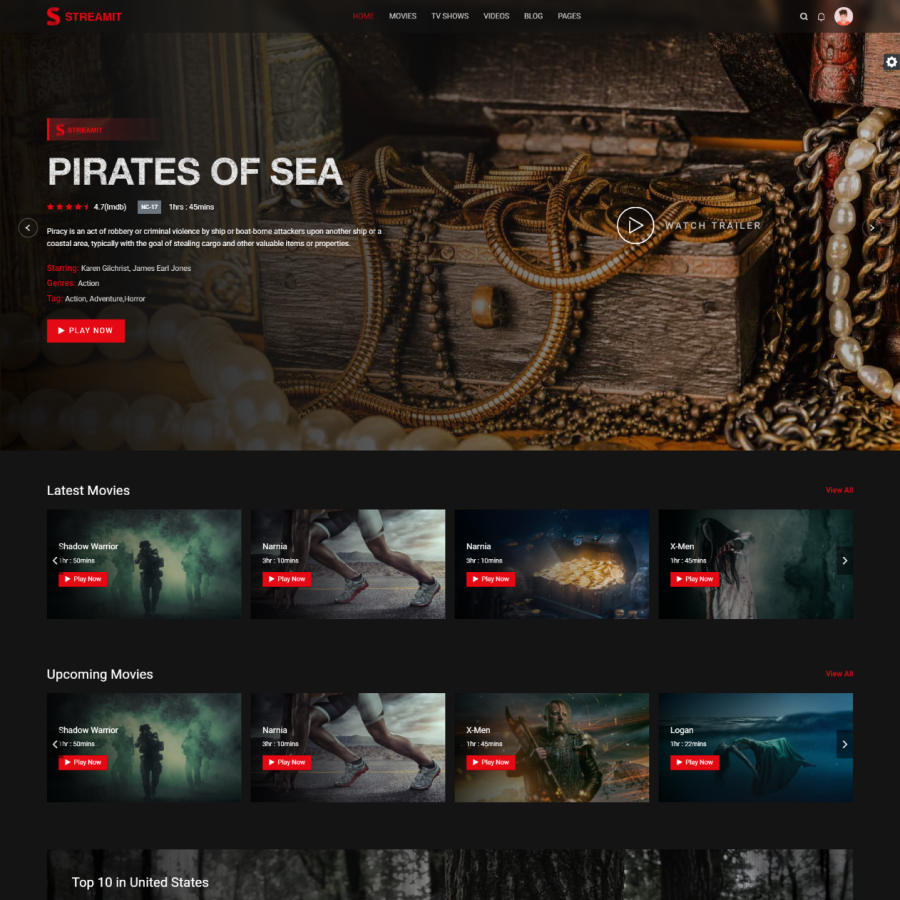 STREAMIT
HOME MOVIES TV SHOWS VIDEOS BLOG PAGES
STREAMIT
PIRATES OF SEA
4.7(Imdb) NC-17 1hrs : 45mins
Piracy is an act of robbery or criminal violence by ship or boat-borne attackers upon another ship or a
coastal area, typically with the goal of stealing cargo and other valuable items or properties.
WATCH TRAILER
Starring: Karen Gilchrist, James Earl Jones
Genres: Action
Tag: Action, Adventure,Horror
PLAY NOW
Latest Movies View All
Shadow Warrior
1hr : 50mins
Play Now
Narnia
3hr : 10mins
Play Now
Narnia
3hr : 10mins
Play Now
X-Men
1hr : 45mins
Play Now
Upcoming Movies View All
Shadow Warrior
1hr : 50mins
Play Now
Narnia
3hr : 10mins
Play Now
X-Men
1hr : 45mins
Play Now
Logan
1hr : 22mins
Play Now
Top 10 in United States